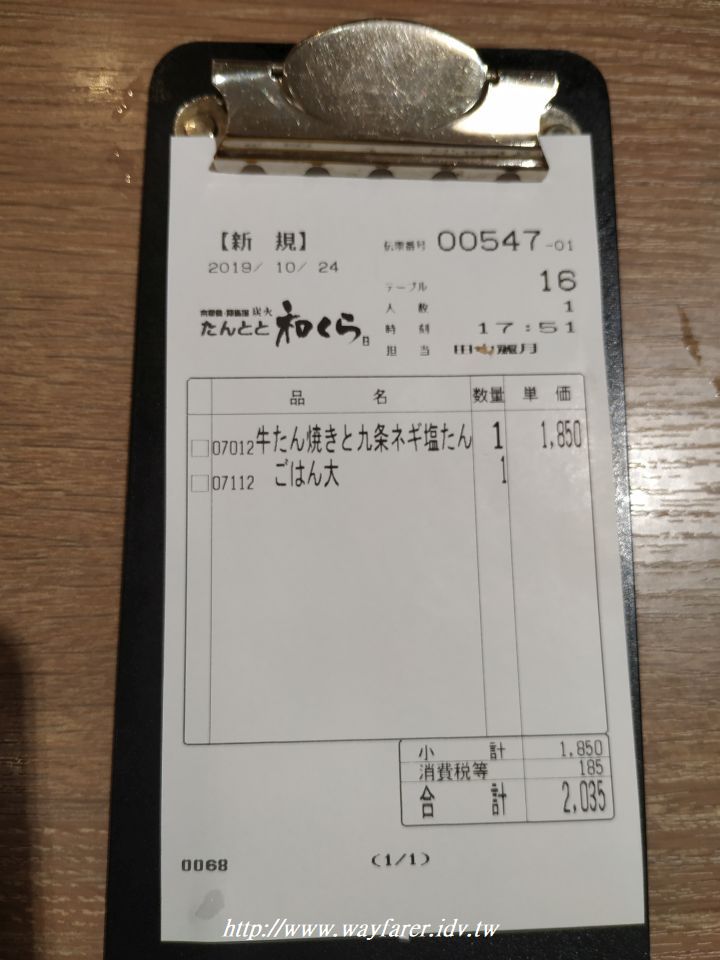 【新 規】
伝票番号 00547-01
2019/ 10/ 24
テーブル 16
人 数 1
炭火
たんとと 和くら
時 刻 17:51
担 当
品 名 数量 単 価
07012 牛たん焼きと九条ネギ塩たん 1 1,850
07112 ごはん大 1
小 計 1,850
消費税等 185
合 計 2,035
0068 (1/1)
http://www.wayfarer.idv.tw